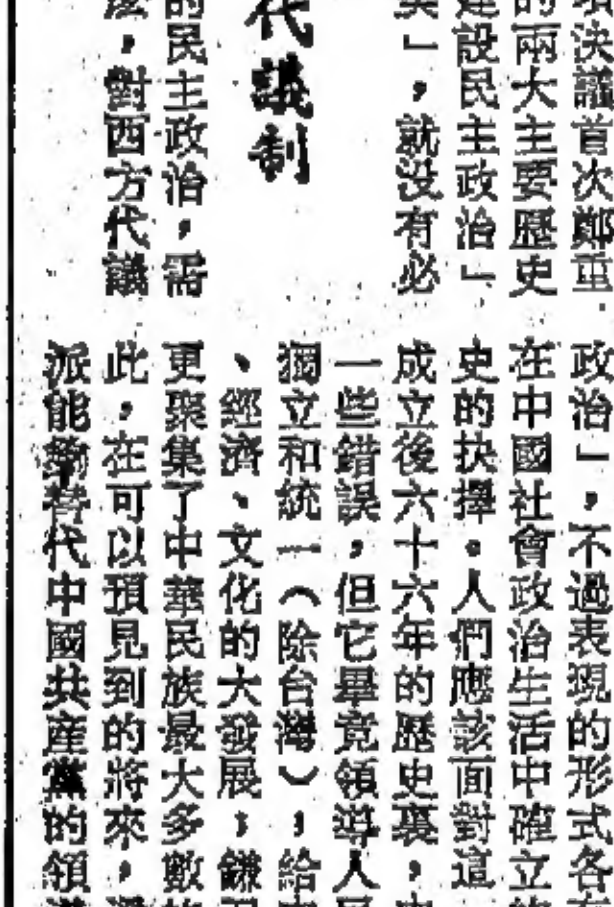 項決議首次鄭重
的兩大主要歷史
建設民主政治」
」,就没有必
代議制
的民主政治,需
,對西方代議
政治」,不過表現的形式各
在中國社會政治生活中確立
史的抉擇。人們應該面對這
成立後六十六年的歷史裏,
一些錯誤,但它畢竟領導人民
獨立和統一(除台灣),給
、經濟、文化的大發展;鎌
更聚集了中華民族最大多數
此,在可以預見到的將來,
派能夠替代中國共産黨的領